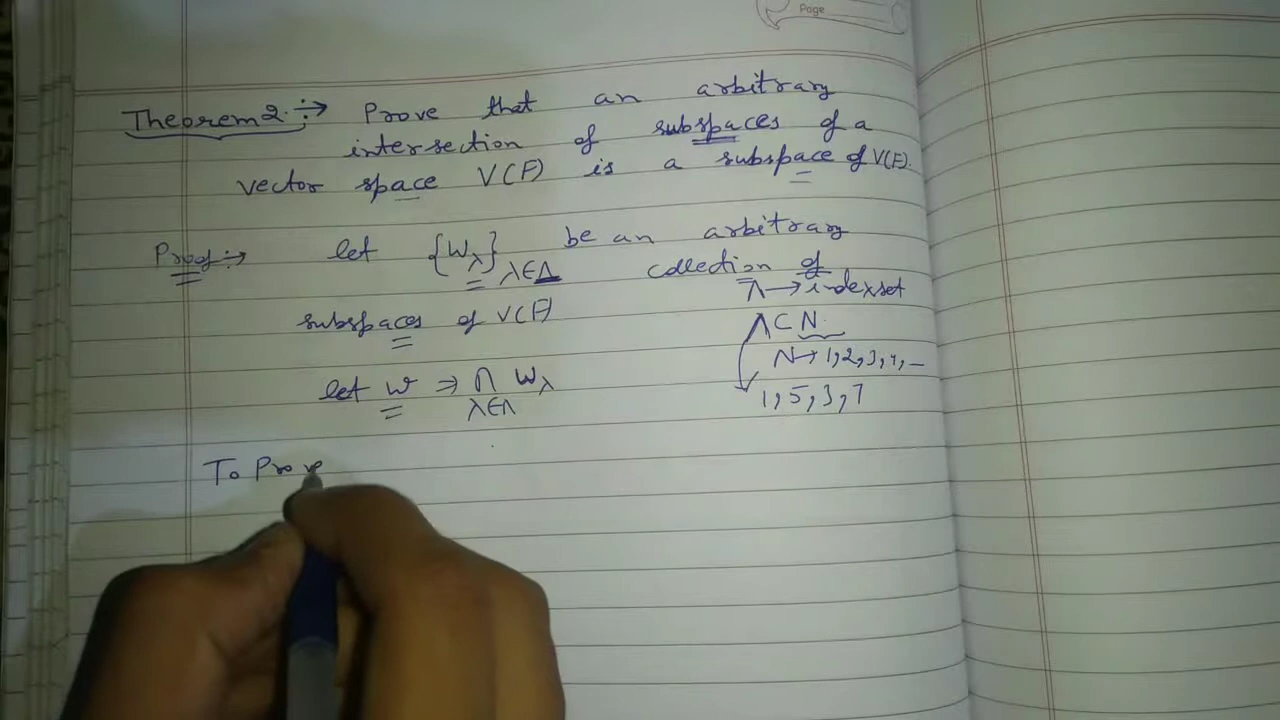 Page
Theorem 2 :→ Prove that an arbitrary
intersection of subspaces of a
vector space V(F) is a subspace of V(F).
Proof :→ let {Wλ} λ∈Λ be an arbitrary
collection of
subspaces of V(F)
λ → index set
Λ ⊂ N
N → 1,2,3,4,_
1,5,3,7
let W ⇒ ∩ Wλ
λ∈Λ
To Prove